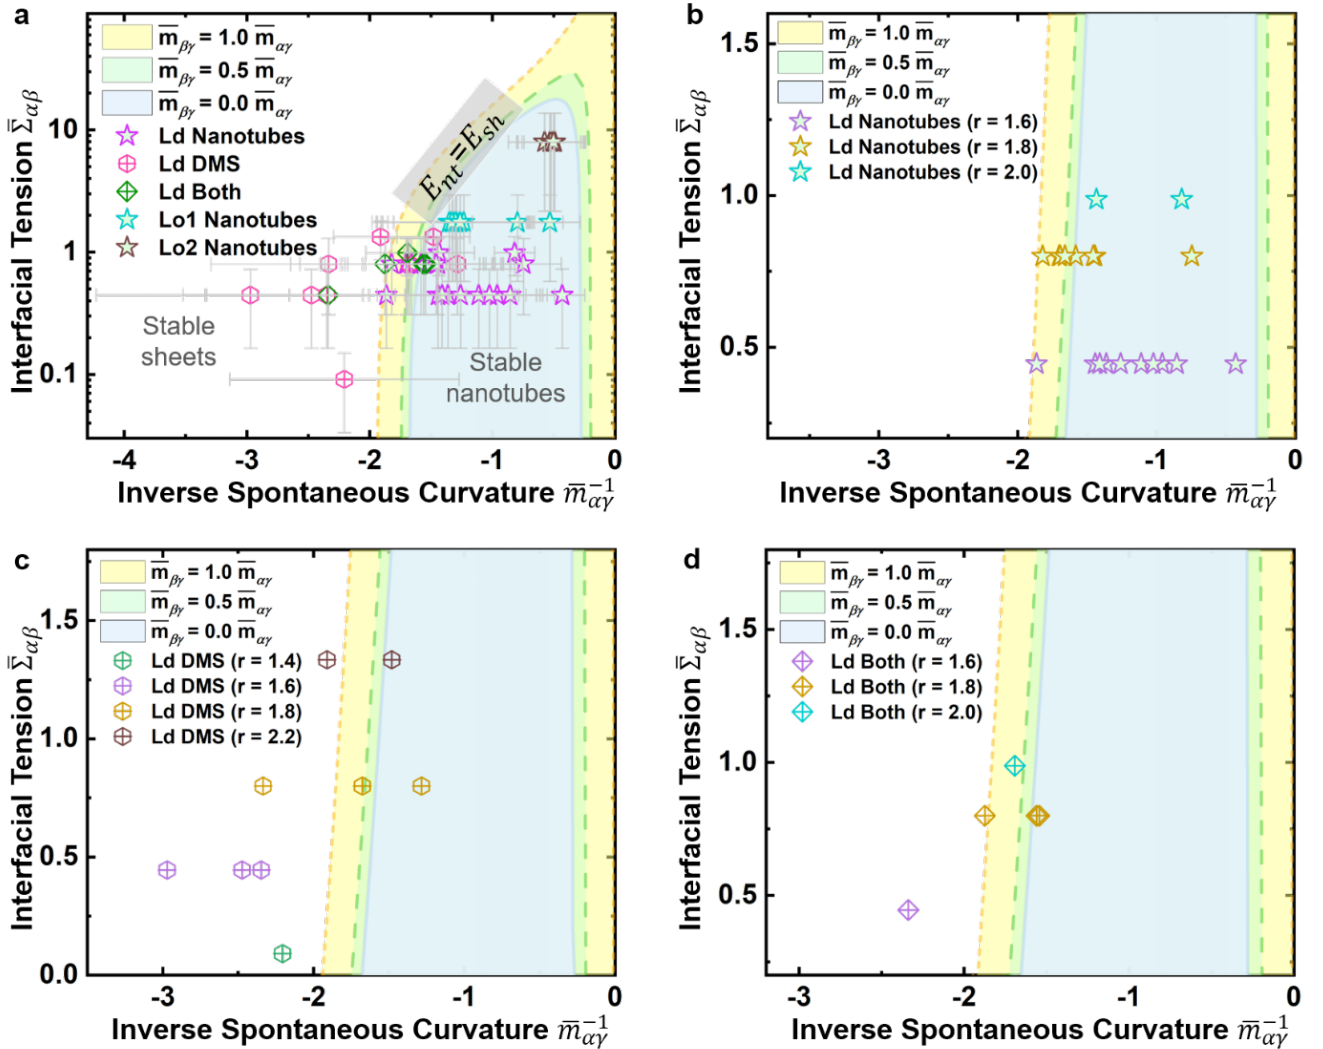 a
m̅βγ = 1.0 m̅αγ
m̅βγ = 0.5 m̅αγ
m̅βγ = 0.0 m̅αγ
Ld Nanotubes
Ld DMS
Ld Both
Lo1 Nanotubes
Lo2 Nanotubes
Ent=Esh
Stable
sheets
Stable
nanotubes
10
1
0.1
-4 -3 -2 -1 0
Interfacial Tension Σ̅αβ
Inverse Spontaneous Curvature m̅αγ⁻¹
b
m̅βγ = 1.0 m̅αγ
m̅βγ = 0.5 m̅αγ
m̅βγ = 0.0 m̅αγ
Ld Nanotubes (r = 1.6)
Ld Nanotubes (r = 1.8)
Ld Nanotubes (r = 2.0)
1.5
1.0
0.5
-3 -2 -1 0
Interfacial Tension Σ̅αβ
Inverse Spontaneous Curvature m̅αγ⁻¹
c
m̅βγ = 1.0 m̅αγ
m̅βγ = 0.5 m̅αγ
m̅βγ = 0.0 m̅αγ
Ld DMS (r = 1.4)
Ld DMS (r = 1.6)
Ld DMS (r = 1.8)
Ld DMS (r = 2.2)
1.5
1.0
0.5
0.0
-3 -2 -1 0
Interfacial Tension Σ̅αβ
Inverse Spontaneous Curvature m̅αγ⁻¹
d
m̅βγ = 1.0 m̅αγ
m̅βγ = 0.5 m̅αγ
m̅βγ = 0.0 m̅αγ
Ld Both (r = 1.6)
Ld Both (r = 1.8)
Ld Both (r = 2.0)
1.5
1.0
0.5
-3 -2 -1 0
Interfacial Tension Σ̅αβ
Inverse Spontaneous Curvature m̅αγ⁻¹